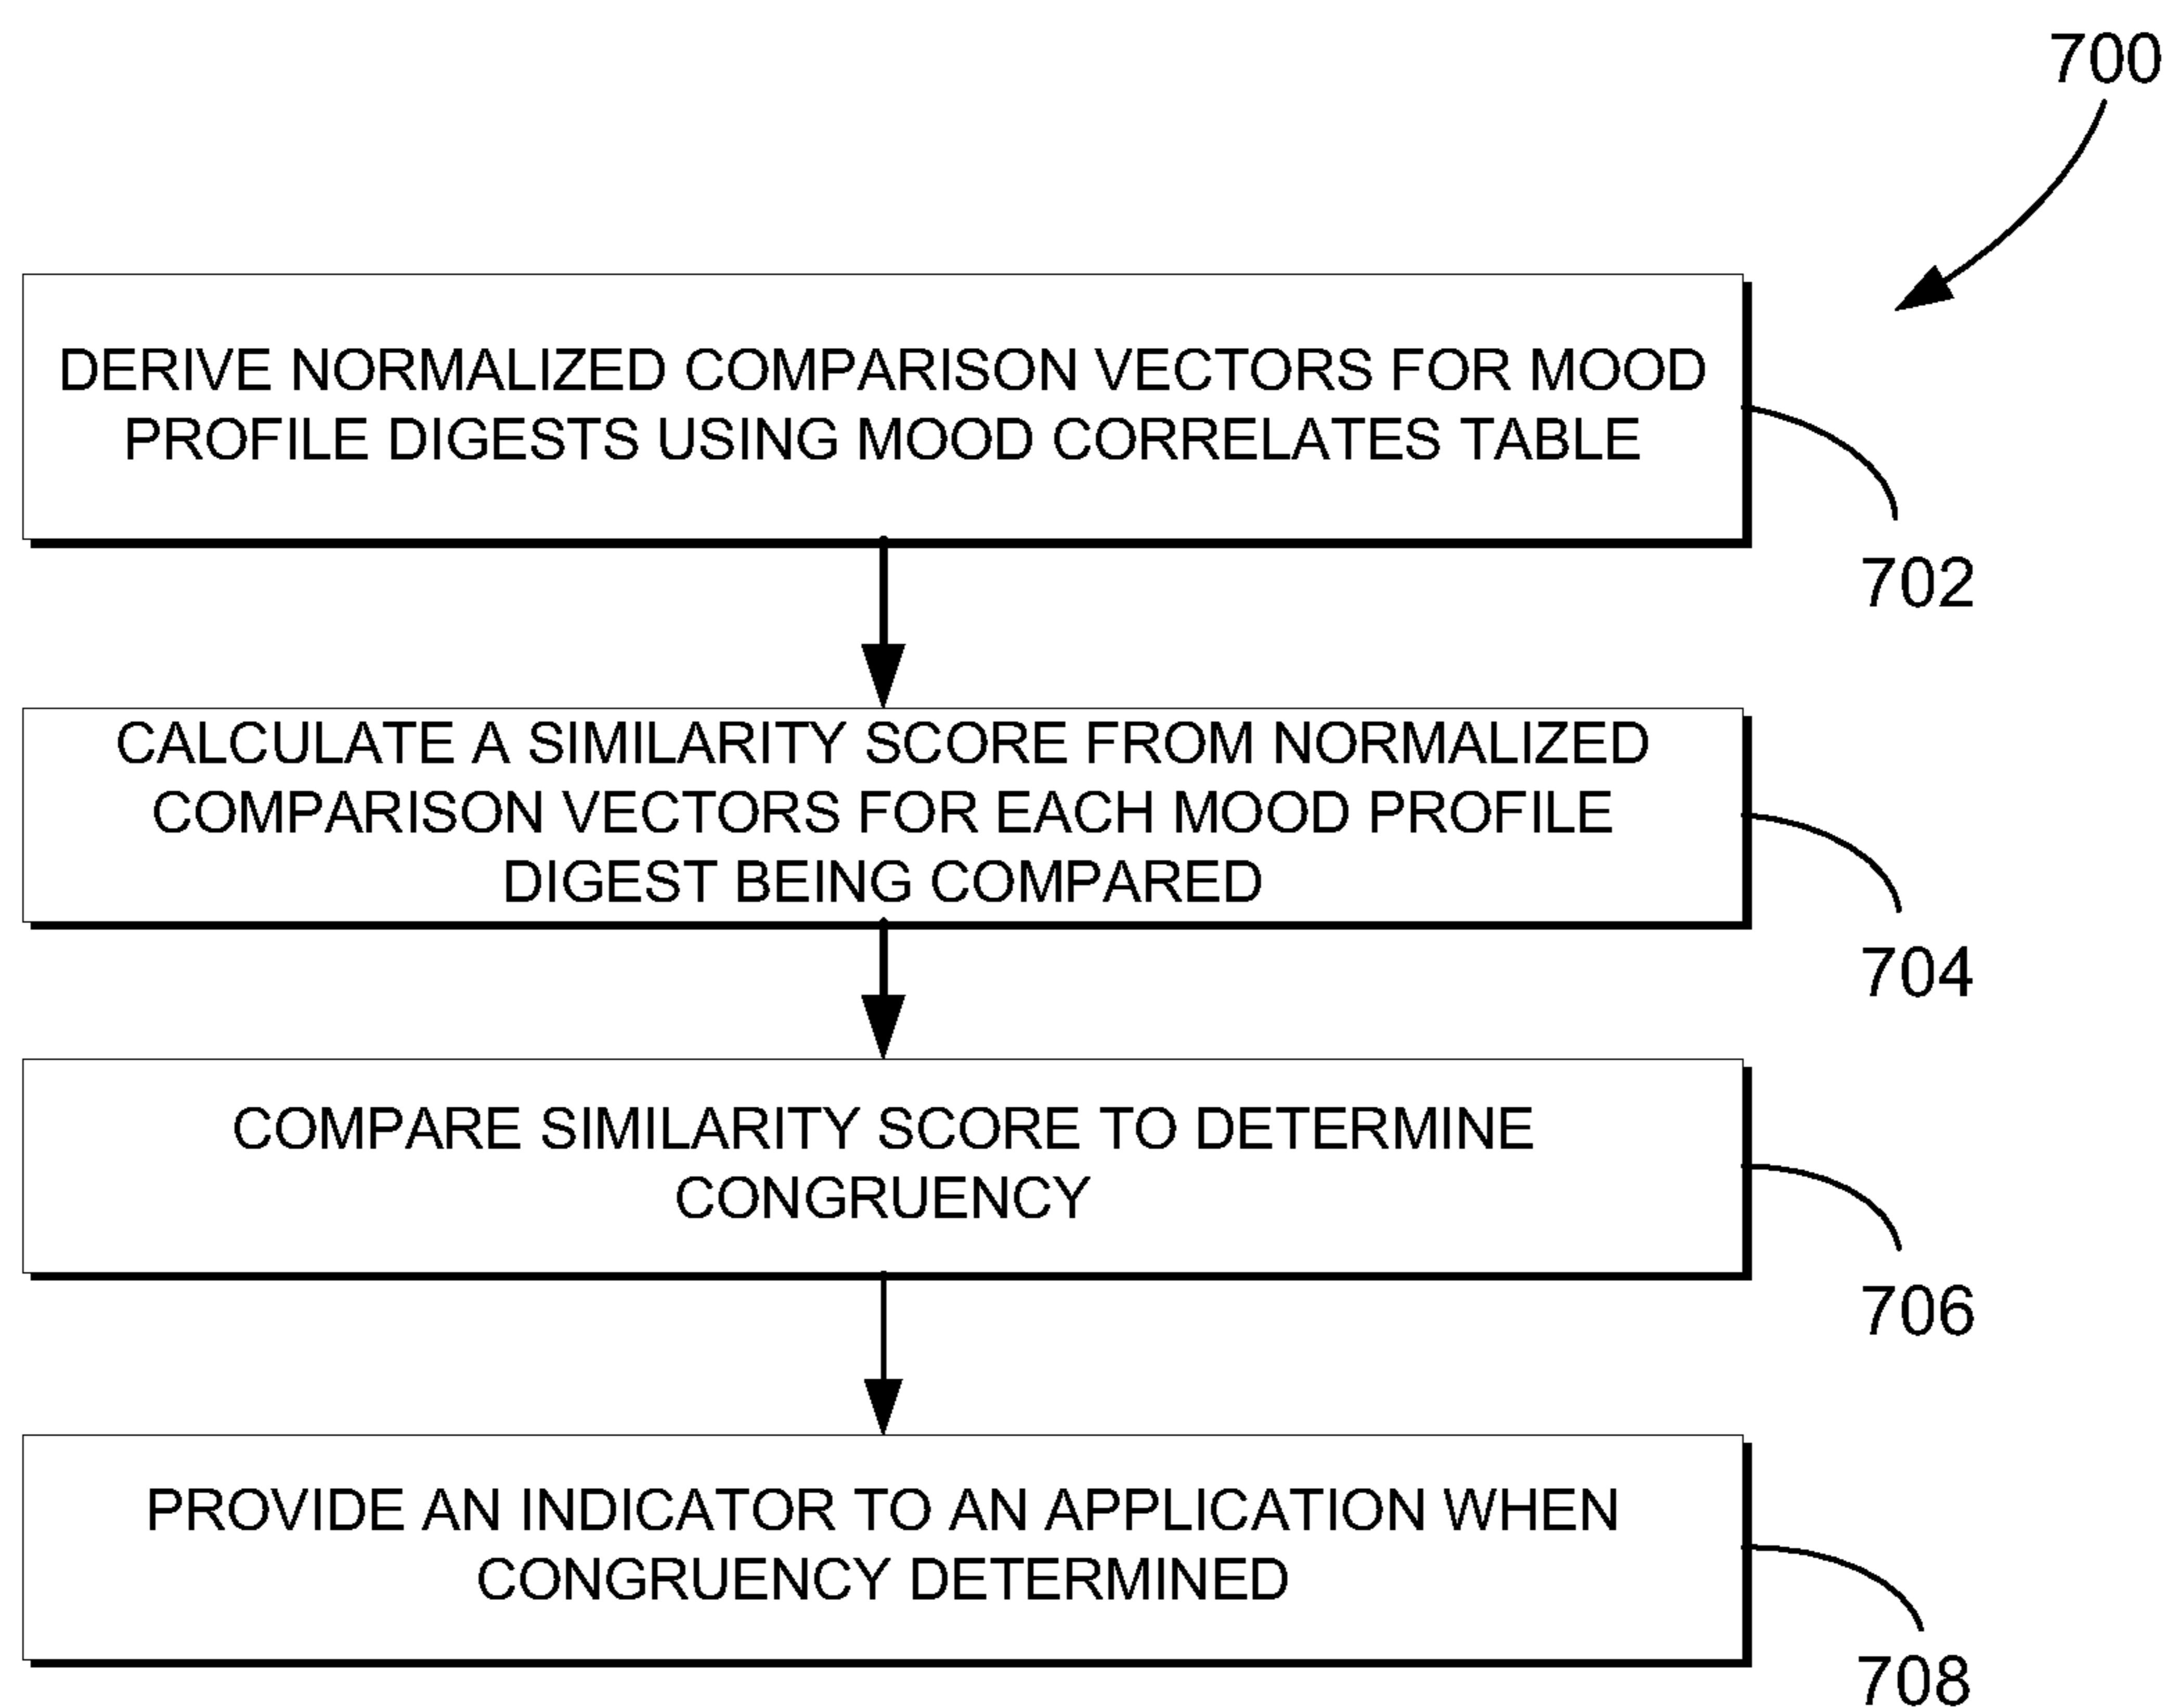 700
DERIVE NORMALIZED COMPARISON VECTORS FOR MOOD
PROFILE DIGESTS USING MOOD CORRELATES TABLE
702
CALCULATE A SIMILARITY SCORE FROM NORMALIZED
COMPARISON VECTORS FOR EACH MOOD PROFILE
DIGEST BEING COMPARED
704
COMPARE SIMILARITY SCORE TO DETERMINE
CONGRUENCY
706
PROVIDE AN INDICATOR TO AN APPLICATION WHEN
CONGRUENCY DETERMINED
708